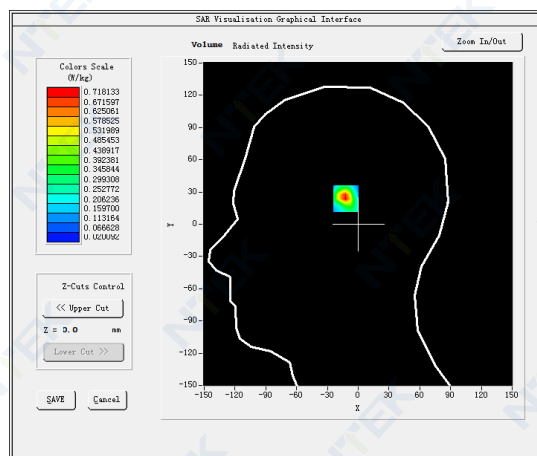 SAR Visualisation Graphical Interface
Volume Radiated Intensity
Zoom In/Out
Colors Scale
(W/kg)
0.718133
0.671597
0.625061
0.578525
0.531989
0.485453
0.438917
0.392381
0.345844
0.299308
0.252772
0.206236
0.159700
0.113164
0.066628
0.020092
Z-Cuts Control
<< Upper Cut
Z = 0.0 mm
Lower Cut >>
SAVE Cancel
150
120
90
60
30
0
-30
-60
-90
-120
-150
Y
-150 -120 -90 -60 -30 0 30 60 90 120 150
X
NTEK